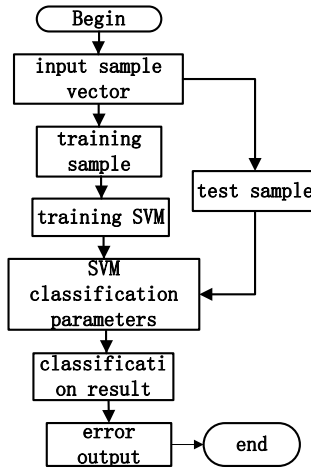 Begin
input sample
vector
training
sample
test sample
training SVM
SVM
classification
parameters
classificati
on result
error
output
end